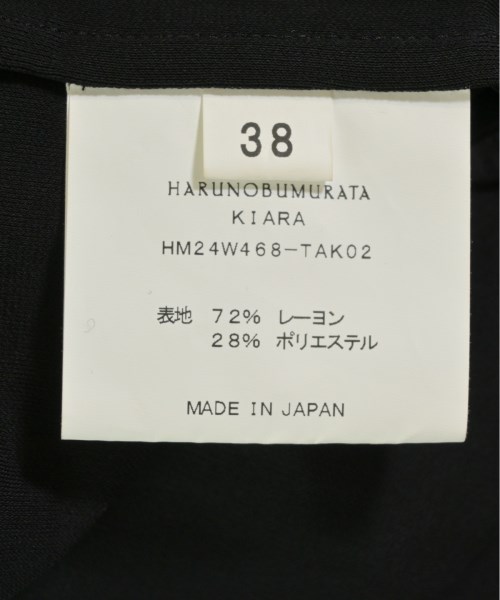 38
HARUNOBUMURATA
KIARA
HM24W468-TAK02
表地 72% レーヨン
28% ポリエステル
MADE IN JAPAN